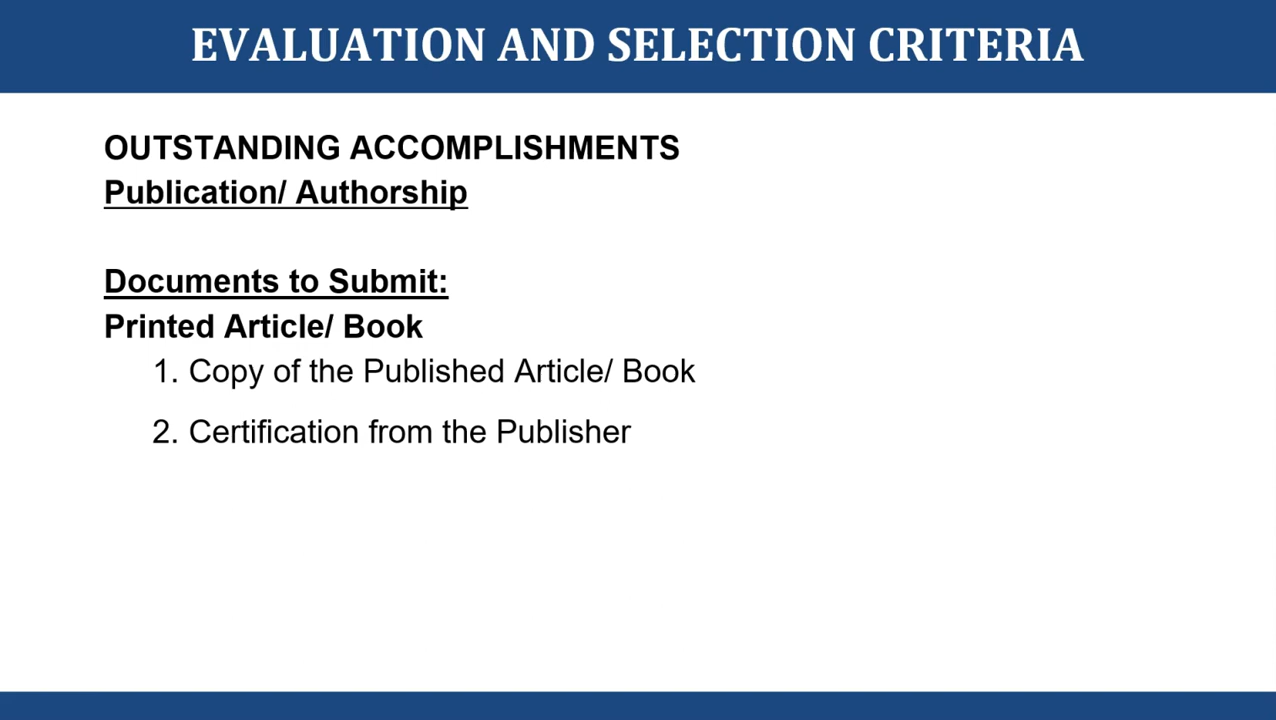 EVALUATION AND SELECTION CRITERIA
OUTSTANDING ACCOMPLISHMENTS
Publication/ Authorship
Documents to Submit:
Printed Article/ Book
1. Copy of the Published Article/ Book
2. Certification from the Publisher